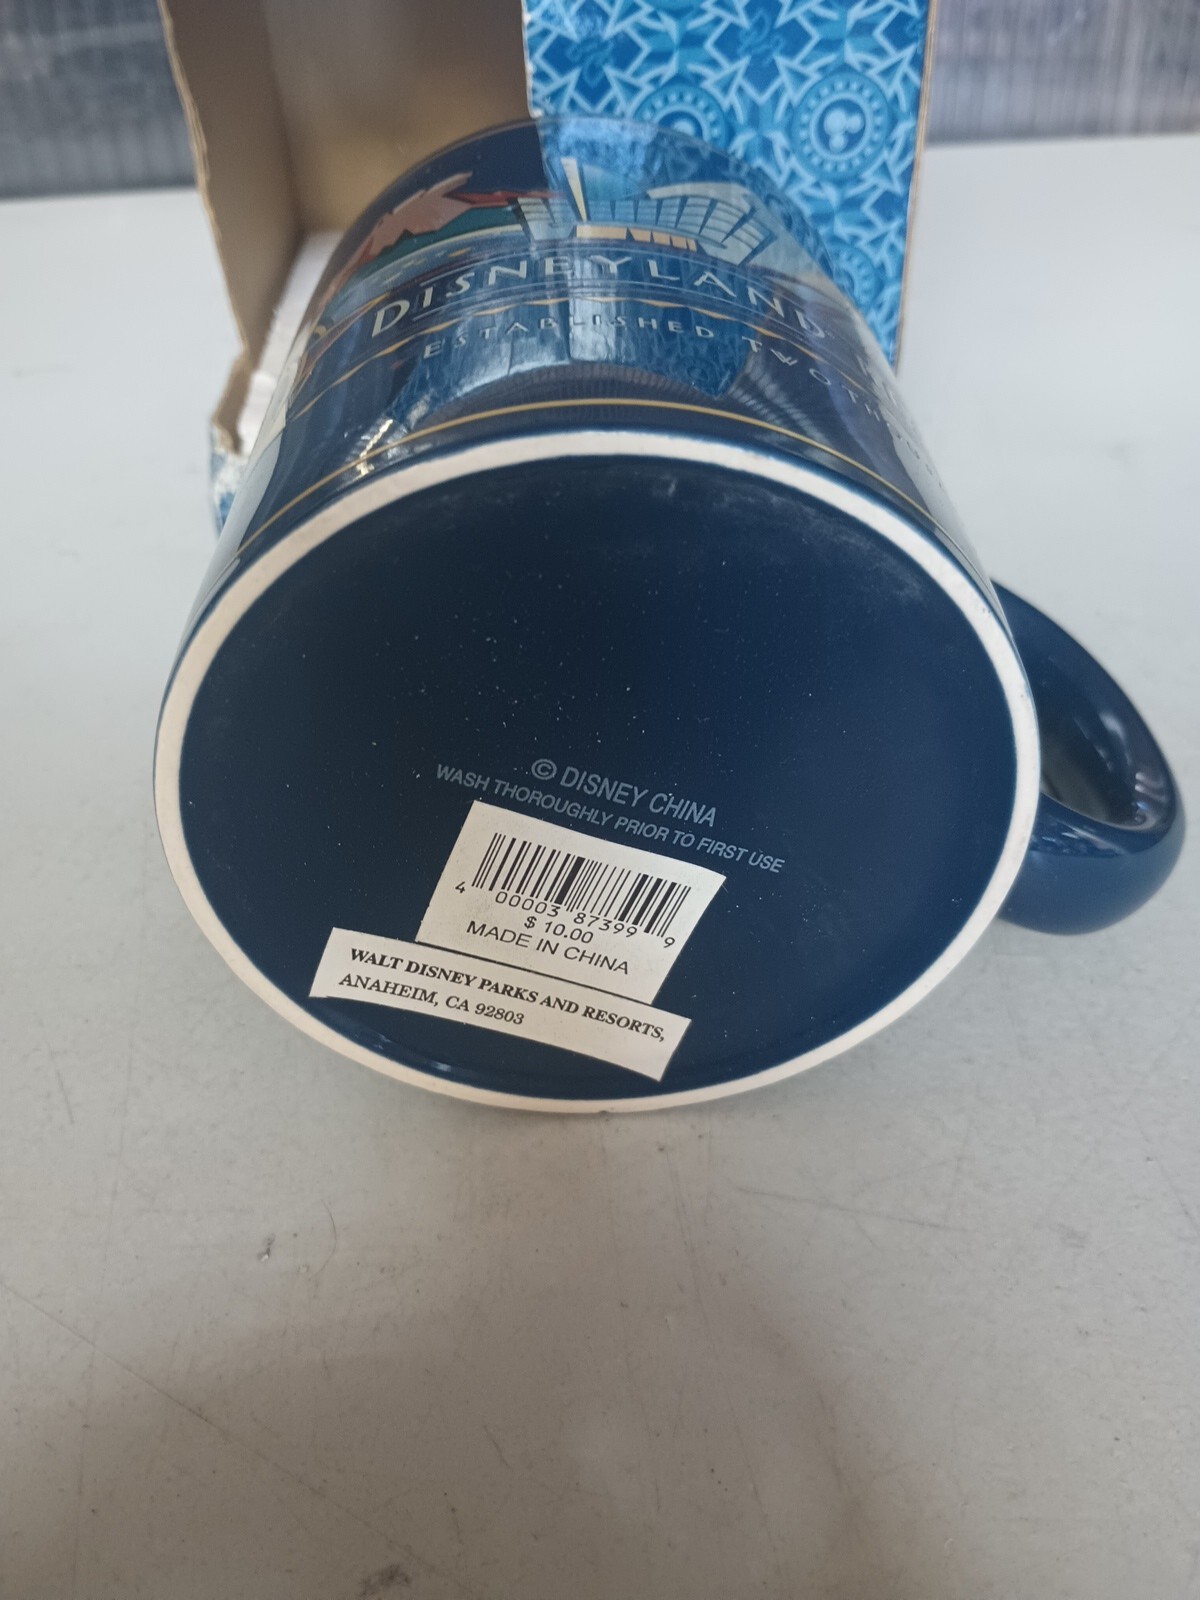 DISNEYLAND
ESTABLISHED TWO
© DISNEY CHINA
WASH THOROUGHLY PRIOR TO FIRST USE
4 00003 87399 9
$ 10.00
MADE IN CHINA
WALT DISNEY PARKS AND RESORTS,
ANAHEIM, CA 92803